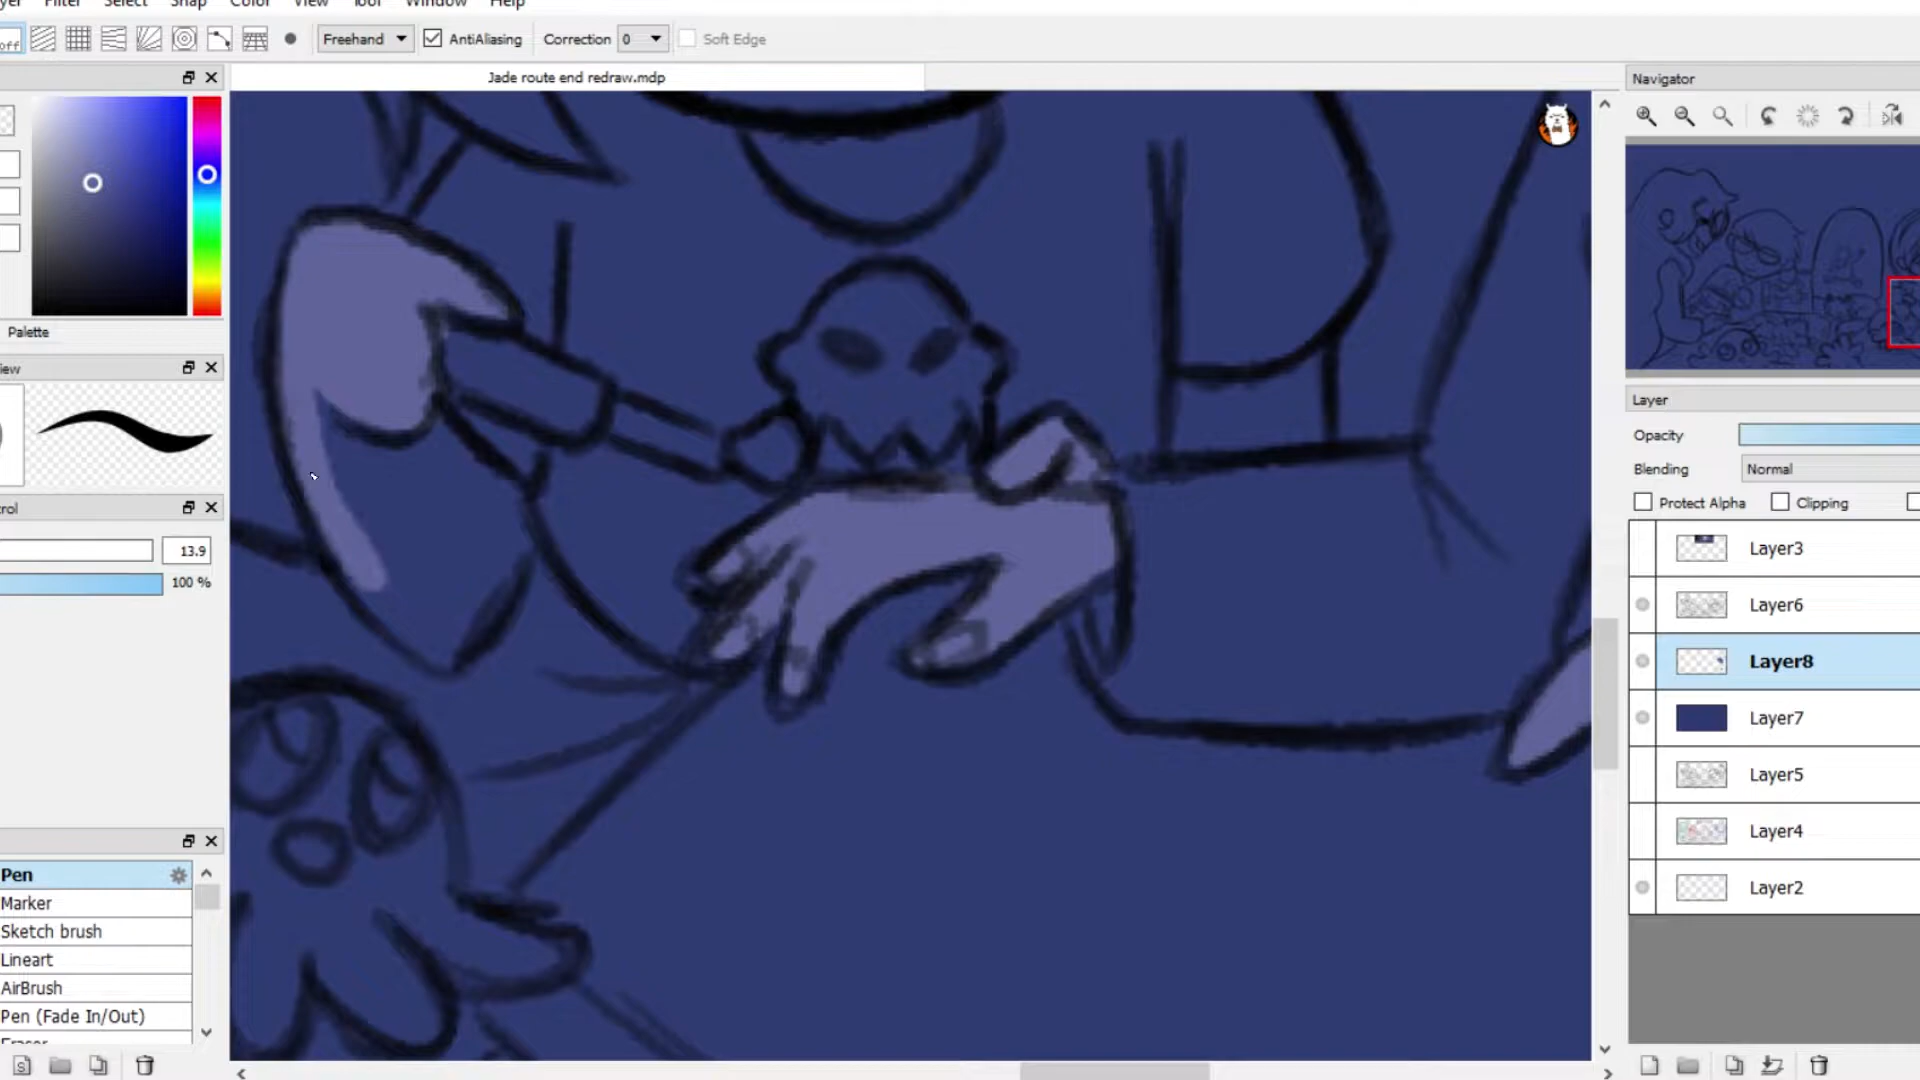 Filter Select Snap Color View Tool Window Help
off Freehand AntiAliasing Correction 0 Soft Edge
Jade route end redraw.mdp
Navigator
Palette
Layer
Opacity
Blending Normal
Protect Alpha Clipping
13.9
100 %
Layer3
Layer6
Layer8
Layer7
Layer5
Layer4
Layer2
Pen
Marker
Sketch brush
Lineart
AirBrush
Pen (Fade In/Out)